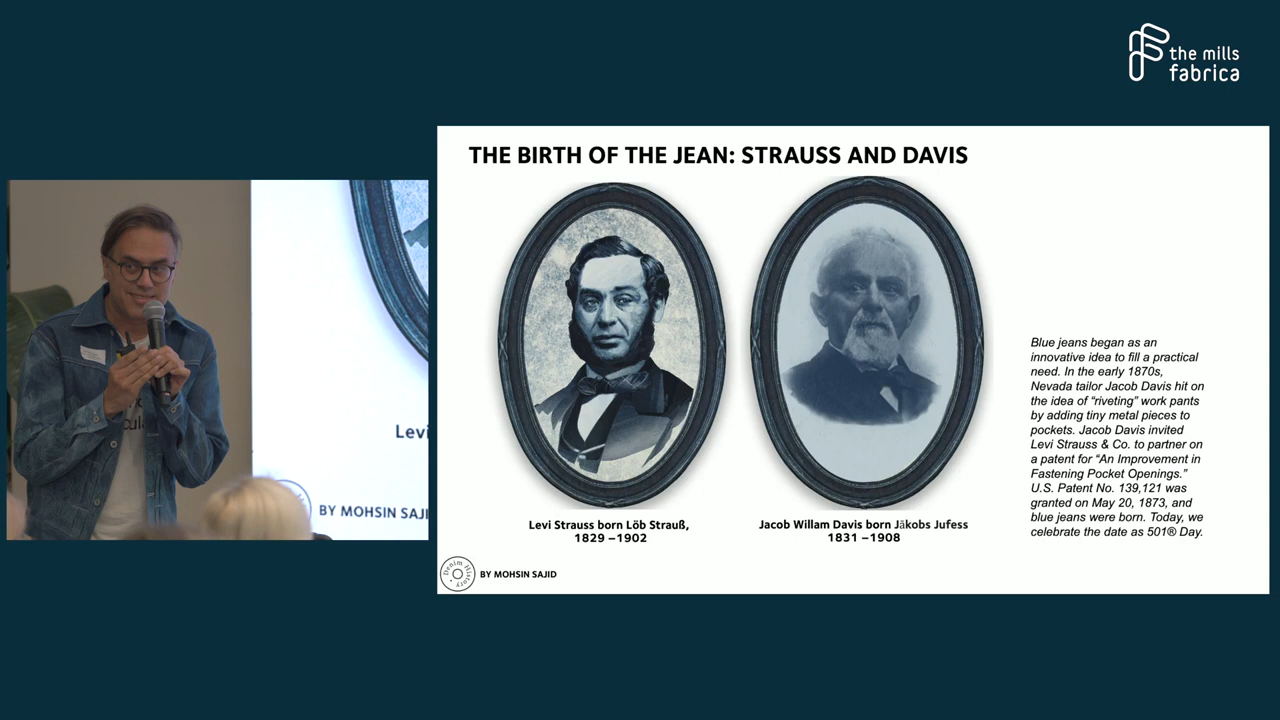 the mills
fabrica
THE BIRTH OF THE JEAN: STRAUSS AND DAVIS
Blue jeans began as an
innovative idea to fill a practical
need. In the early 1870s,
Nevada tailor Jacob Davis hit on
the idea of “riveting” work pants
by adding tiny metal pieces to
pockets. Jacob Davis invited
Levi Strauss & Co. to partner on
a patent for “An Improvement in
Fastening Pocket Openings.”
U.S. Patent No. 139,121 was
granted on May 20, 1873, and
blue jeans were born. Today, we
celebrate the date as 501® Day.
Levi Strauss born Löb Strauß,
1829 –1902
Jacob Willam Davis born Jākobs Jufess
1831 –1908
Denim History
BY MOHSIN SAJID
Levi
BY MOHSIN SAJI